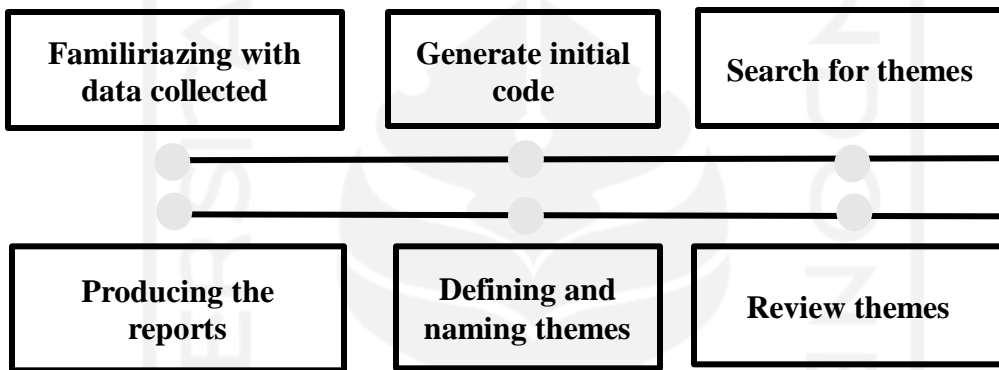 Familiriazing with
data collected
Generate initial
code
Search for themes
Producing the
reports
Defining and
naming themes
Review themes